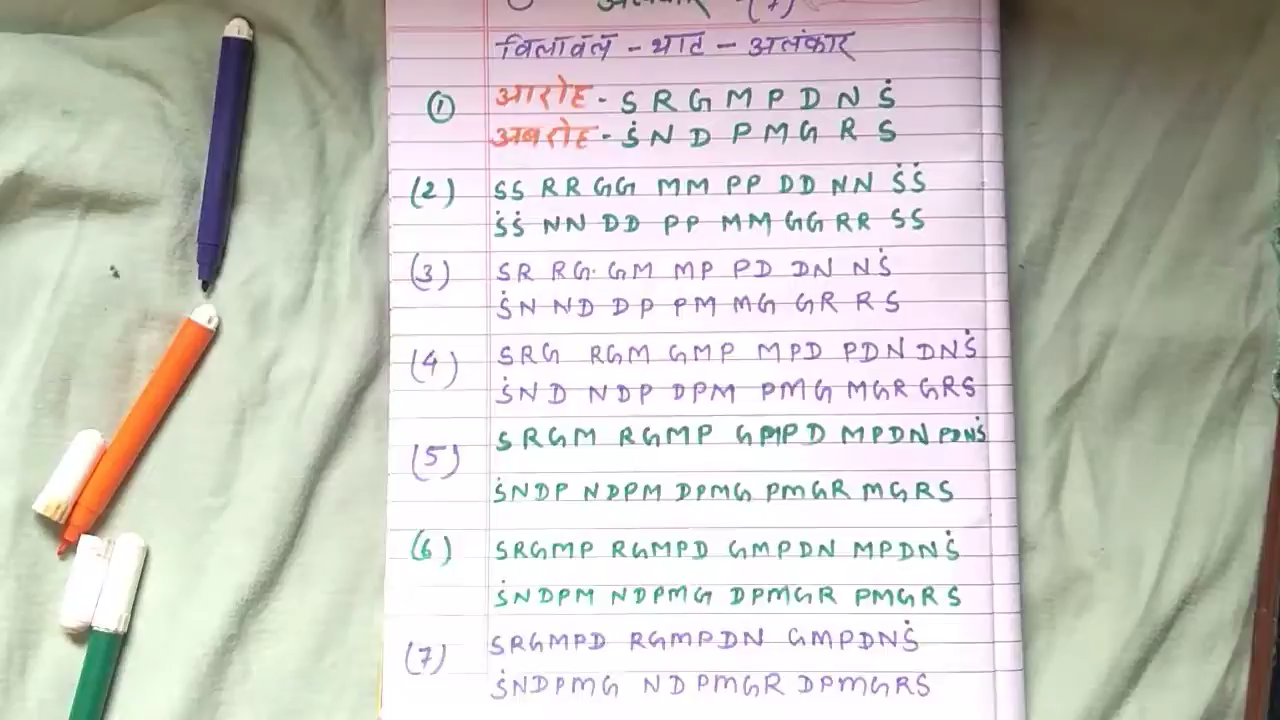 अलंकार - (7)
बिलावल - थाट - अलंकार
① आरोह - S R G M P D N Ṡ
अवरोह - Ṡ N D P M G R S
(2) SS RR GG MM PP DD NN ṠṠ
ṠṠ NN DD PP MM GG RR SS
(3) SR RG. GM MP PD DN NṠ
ṠN ND DP PM MG GR RS
(4) SRG RGM GMP MPD PDN DNṠ
ṠND NDP DPM PMG MGR GRS
(5) SRGM RGMP GMPD MPDN PDNṠ
ṠNDP NDPM DPMG PMGR MGRS
(6) SRGMP RGMPD GMPDN MPDNṠ
ṠNDPM NDPMG DPMGR PMGRS
(7) SRGMPD RGMPDN GMPDNṠ
ṠNDPMG NDPMGR DPMGRS